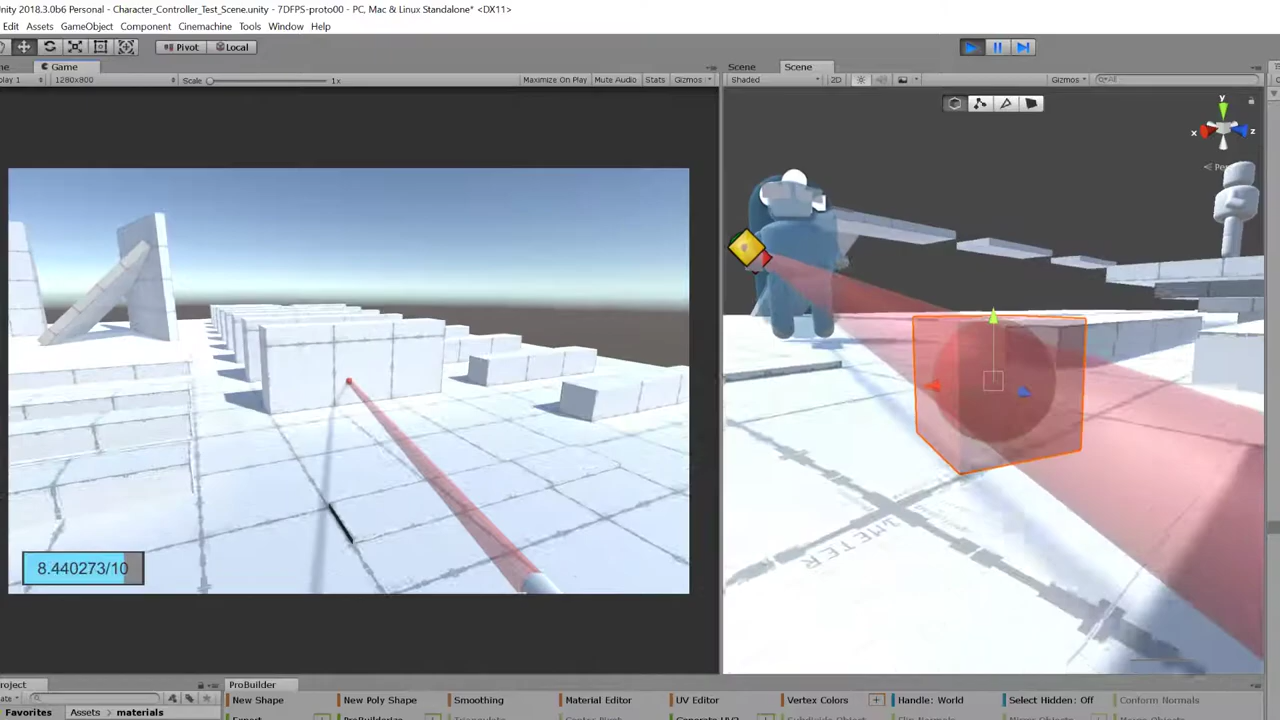 Unity 2018.3.0b6 Personal - Character_Controller_Test_Scene.unity - 7DFPS-proto00 - PC, Mac & Linux Standalone* <DX11>
Edit Assets GameObject Component Cinemachine Tools Window Help
Pivot Local
Game
Scene Scene
1280x800 Scale 1x Maximize On Play Mute Audio Stats Gizmos
Shaded 2D Gizmos All
y
x z
METER
8.440273/10
ProBuilder
New Shape New Poly Shape Smoothing Material Editor UV Editor Vertex Colors + Handle: World Select Hidden: Off Conform Normals
Favorites Assets materials